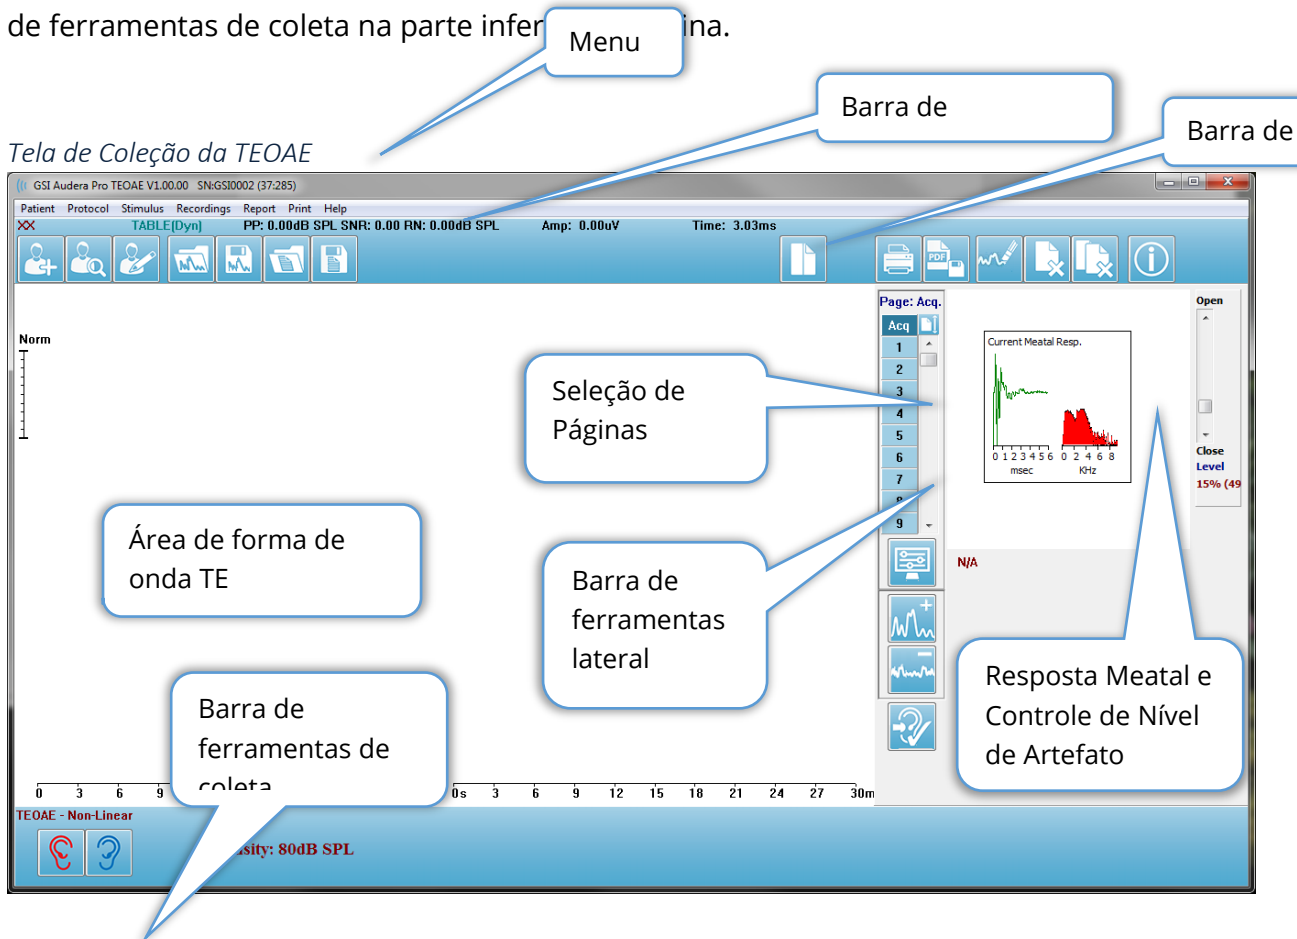 de ferramentas de coleta na parte infer ina.
Menu
Barra de
Barra de
Tela de Coleção da TEOAE
GSI Audera Pro TEOAE V1.00.00 SN:GSI0002 (37:285)
Patient Protocol Stimulus Recordings Report Print Help
XX TABLE(Dyn) PP: 0.00dB SPL SNR: 0.00 RN: 0.00dB SPL Amp: 0.00uV Time: 3.03ms
PDF
Page: Acq.
Open
Acq
1
2
3
4
5
6
7
8
9
Norm
Current Meatal Resp.
0 1 2 3 4 5 6 0 2 4 6 8
msec KHz
Close
Level
15% (49
N/A
Seleção de
Páginas
Área de forma de
onda TE
Barra de
ferramentas
lateral
Resposta Meatal e
Controle de Nível
de Artefato
Barra de
ferramentas de
coleta
0 3 6 9 0s 3 6 9 12 15 18 21 24 27 30m
TEOAE - Non-Linear
sity: 80dB SPL